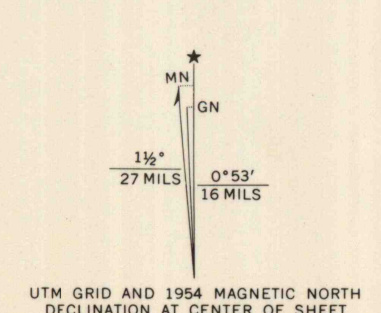 ★
MN
GN
1½°
27 MILS
0°53′
16 MILS
UTM GRID AND 1954 MAGNETIC NORTH
DECLINATION AT CENTER OF SHEET